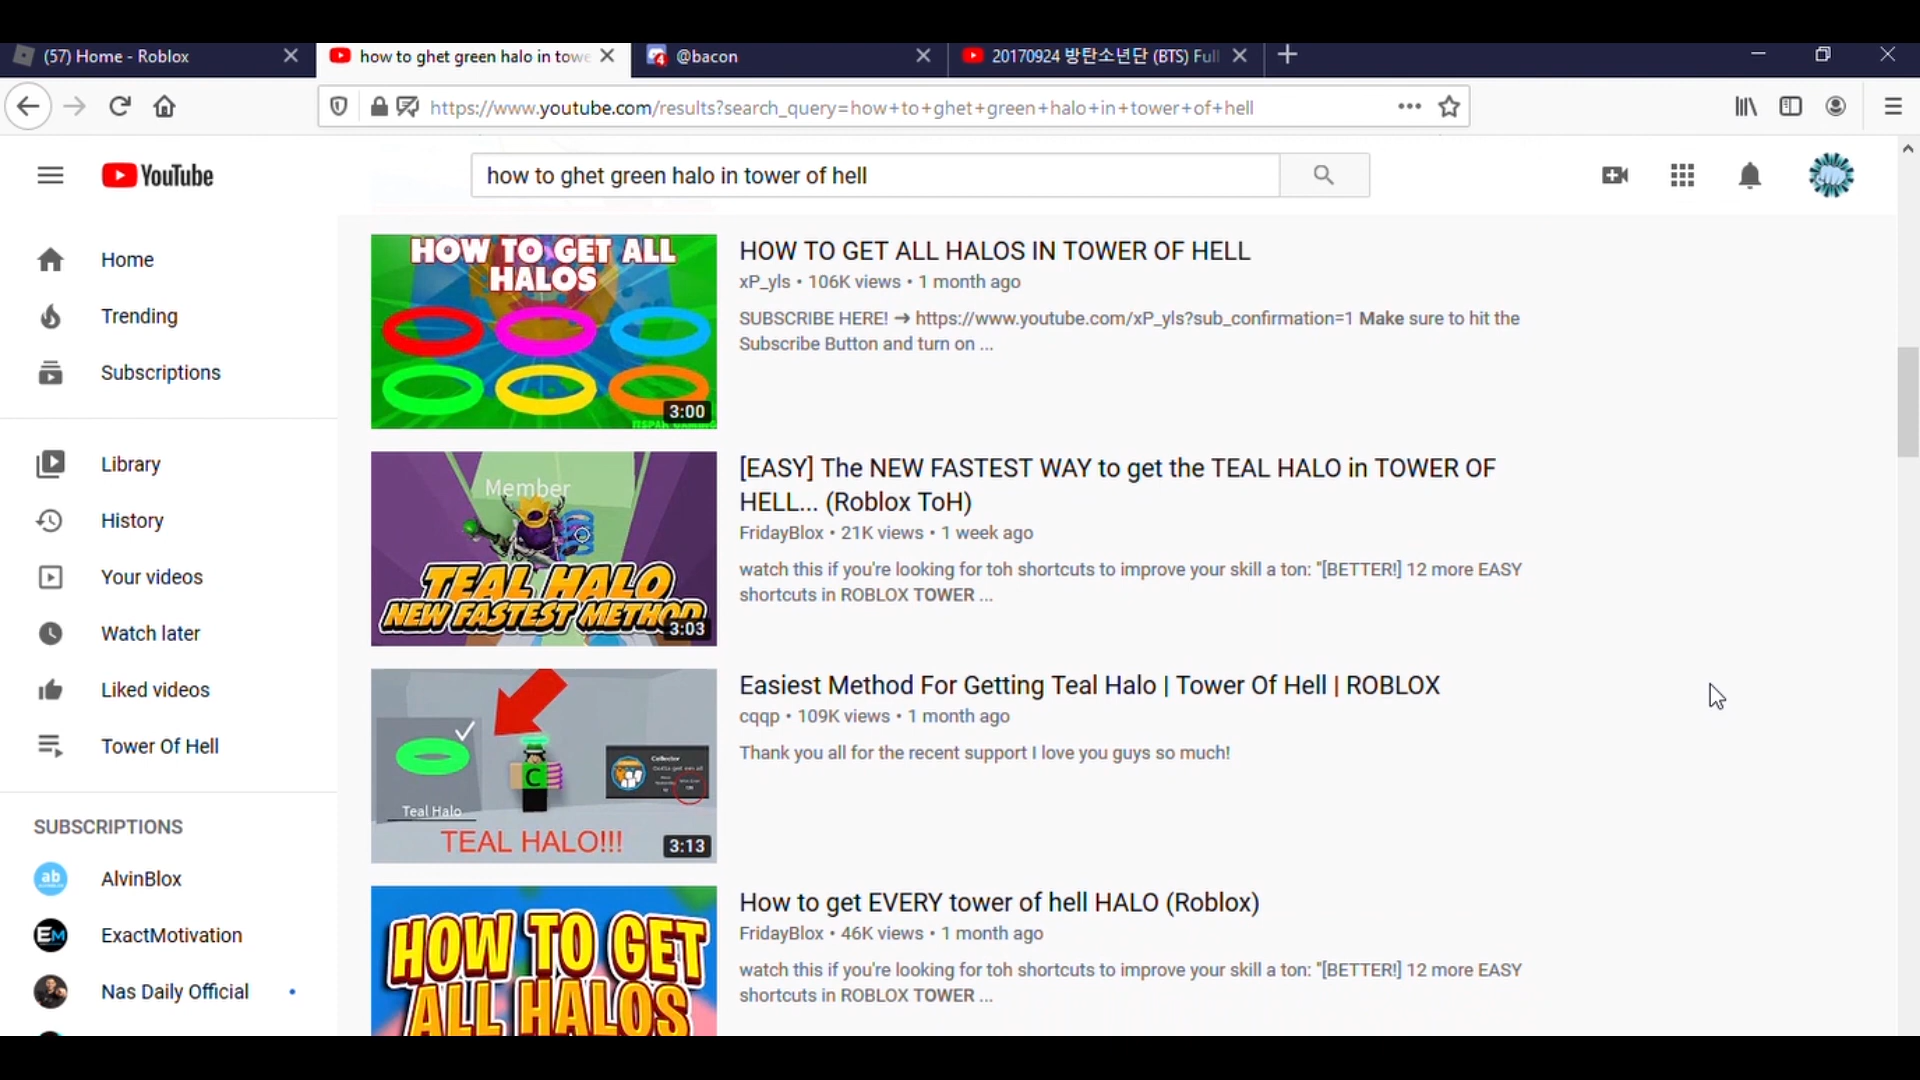 (57) Home - Roblox
how to ghet green halo in towe
4
@bacon
20170924 방탄소년단 (BTS) Full
https://www.youtube.com/results?search_query=how+to+ghet+green+halo+in+tower+of+hell
YouTube
how to ghet green halo in tower of hell
Home
Trending
Subscriptions
Library
History
Your videos
Watch later
Liked videos
Tower Of Hell
SUBSCRIPTIONS
ab
AlvinBlox
EM
ExactMotivation
Nas Daily Official
HOW TO GET ALL
HALOS
3:00
HOW TO GET ALL HALOS IN TOWER OF HELL
xP_yls • 106K views • 1 month ago
SUBSCRIBE HERE! ➔ https://www.youtube.com/xP_yls?sub_confirmation=1 Make sure to hit the
Subscribe Button and turn on ...
Member
TEAL HALO
NEW FASTEST METHOD
3:03
[EASY] The NEW FASTEST WAY to get the TEAL HALO in TOWER OF
HELL... (Roblox ToH)
FridayBlox • 21K views • 1 week ago
watch this if you're looking for toh shortcuts to improve your skill a ton: "[BETTER!] 12 more EASY
shortcuts in ROBLOX TOWER ...
Collector
C
Teal Halo
TEAL HALO!!!
3:13
Easiest Method For Getting Teal Halo | Tower Of Hell | ROBLOX
cqqp • 109K views • 1 month ago
Thank you all for the recent support I love you guys so much!
HOW TO GET
ALL HALOS
How to get EVERY tower of hell HALO (Roblox)
FridayBlox • 46K views • 1 month ago
watch this if you're looking for toh shortcuts to improve your skill a ton: "[BETTER!] 12 more EASY
shortcuts in ROBLOX TOWER ...